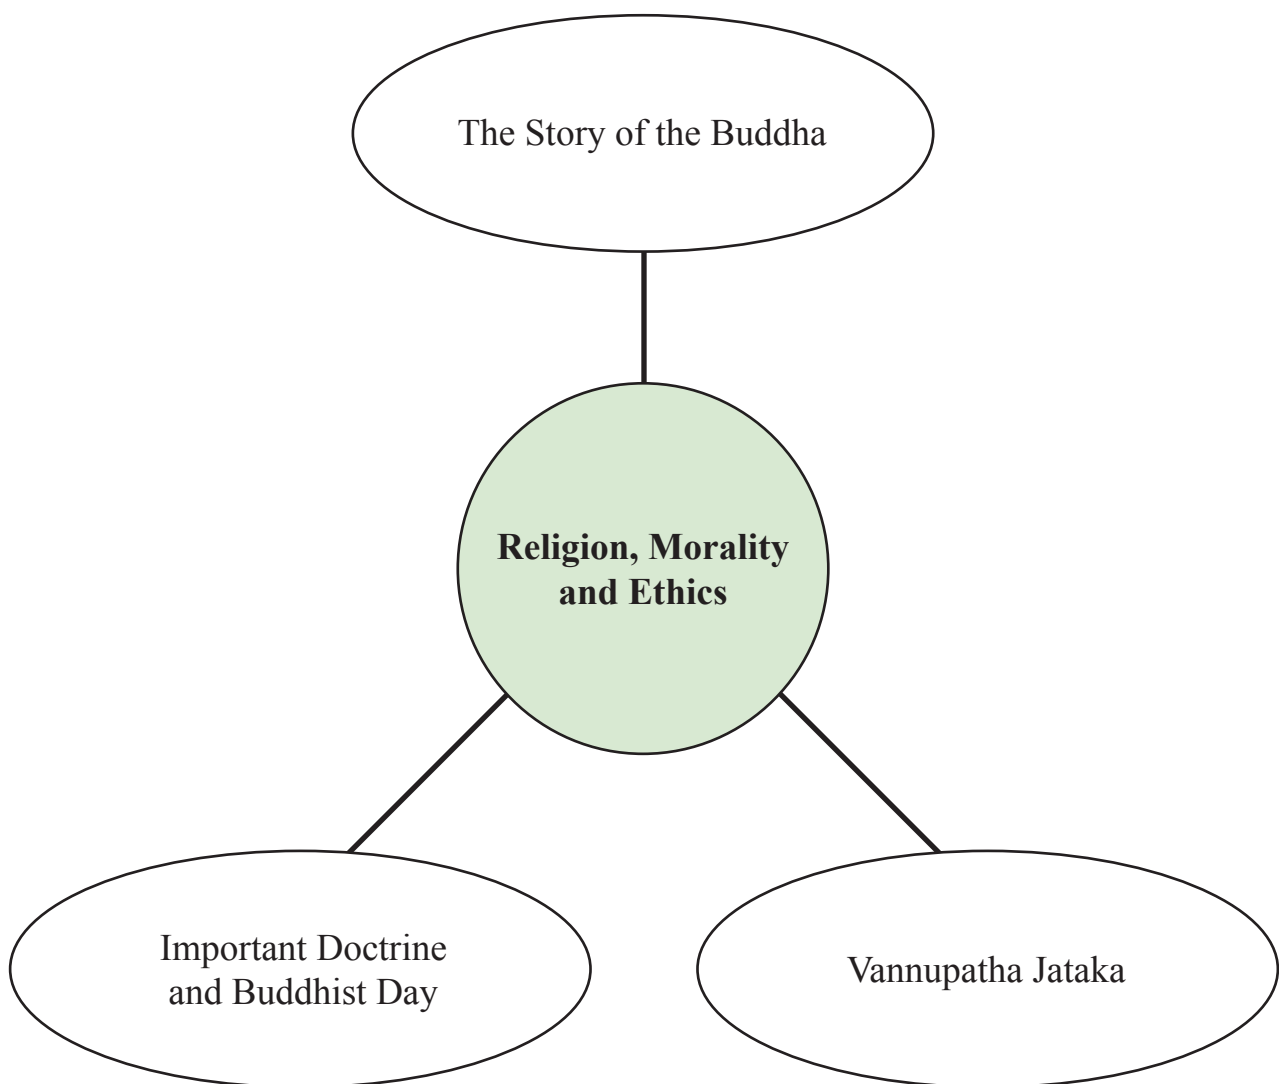 The Story of the Buddha
Religion, Morality
and Ethics
Important Doctrine
and Buddhist Day
Vannupatha Jataka